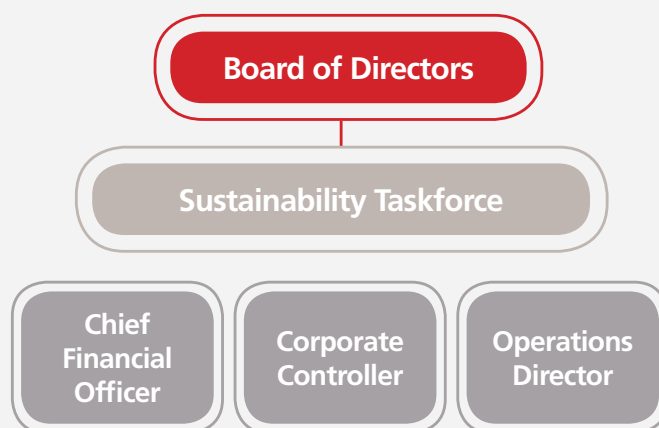 Board of Directors
Sustainability Taskforce
Chief
Financial
Officer
Corporate
Controller
Operations
Director